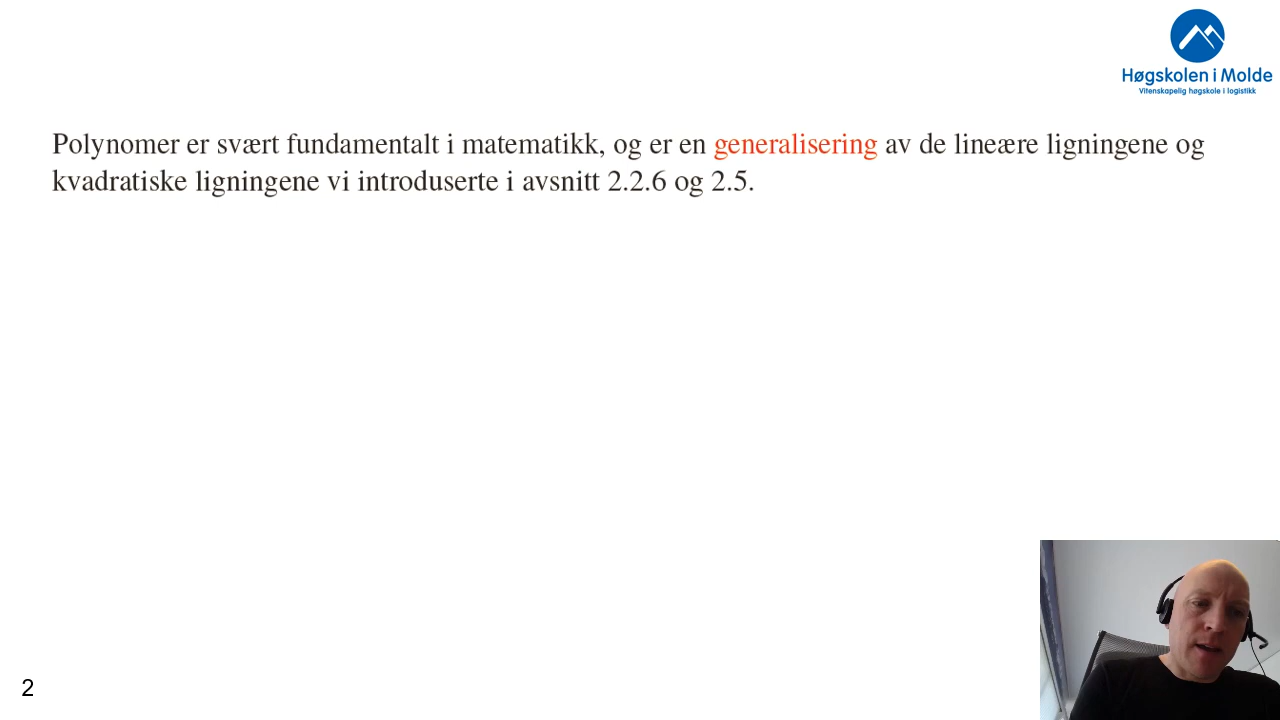 Høgskolen i Molde
Vitenskapelig høgskole i logistikk
Polynomer er svært fundamentalt i matematikk, og er en generalisering av de lineære ligningene og
kvadratiske ligningene vi introduserte i avsnitt 2.2.6 og 2.5.
2